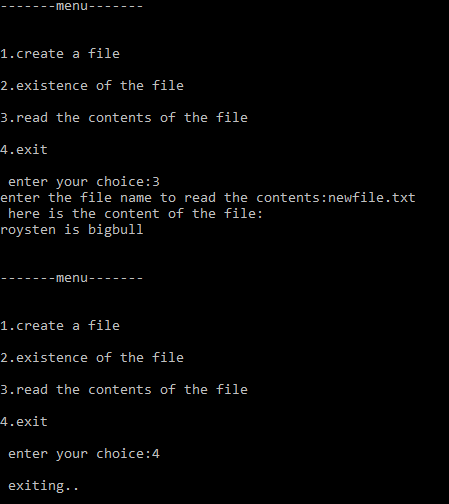 -------menu-------
1.create a file
2.existence of the file
3.read the contents of the file
4.exit
enter your choice:3
enter the file name to read the contents:newfile.txt
here is the content of the file:
roysten is bigbull
-------menu-------
1.create a file
2.existence of the file
3.read the contents of the file
4.exit
enter your choice:4
exiting..